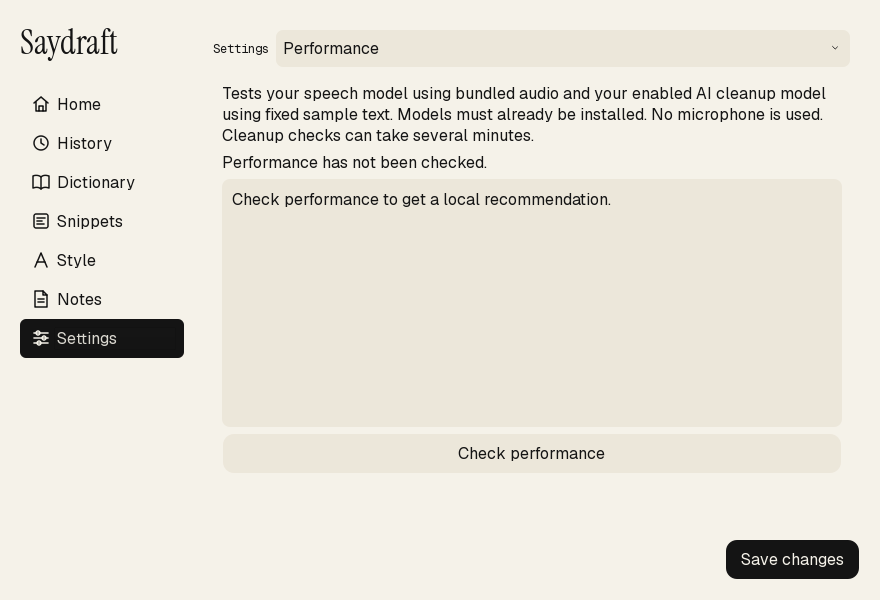 Saydraft
Home
History
Dictionary
Snippets
Style
Notes
Settings
Settings
Performance
Tests your speech model using bundled audio and your enabled AI cleanup model
using fixed sample text. Models must already be installed. No microphone is used.
Cleanup checks can take several minutes.
Performance has not been checked.
Check performance to get a local recommendation.
Check performance
Save changes